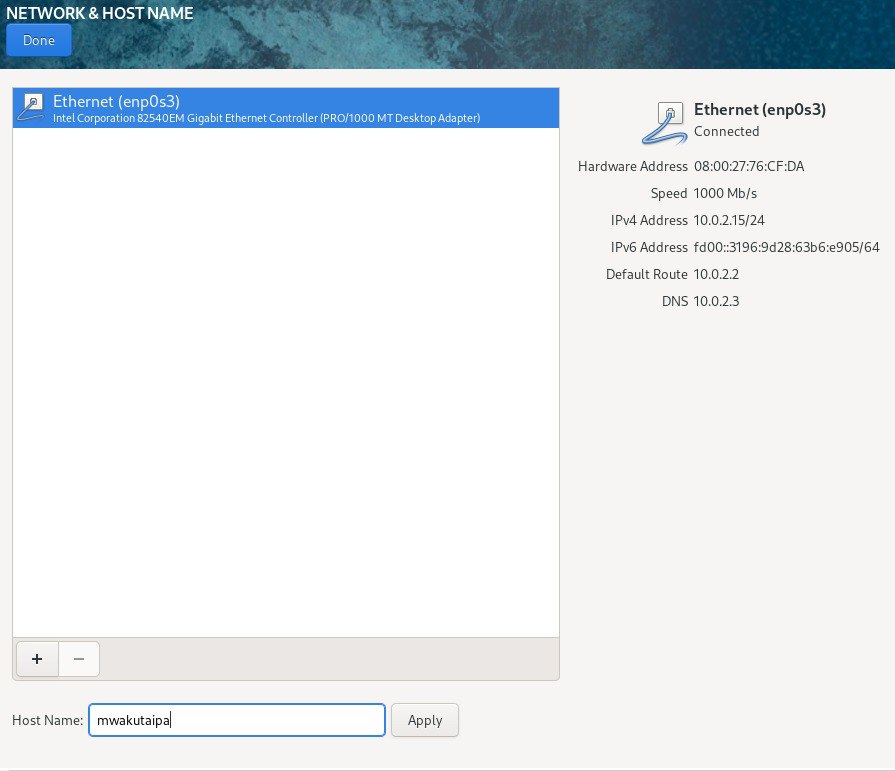 NETWORK & HOST NAME
Done
Ethernet (enp0s3)
Intel Corporation 82540EM Gigabit Ethernet Controller (PRO/1000 MT Desktop Adapter)
Ethernet (enp0s3)
Connected
Hardware Address 08:00:27:76:CF:DA
Speed 1000 Mb/s
IPv4 Address 10.0.2.15/24
IPv6 Address fd00::3196:9d28:63b6:e905/64
Default Route 10.0.2.2
DNS 10.0.2.3
Host Name: mwakutaipa Apply